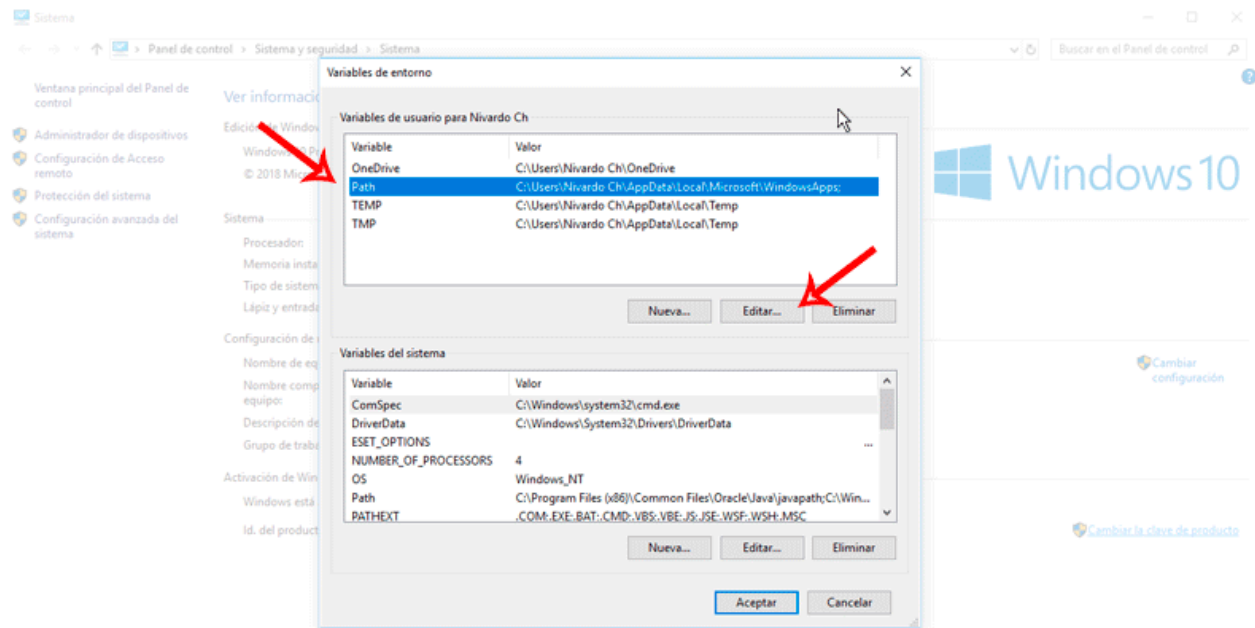 Sistema
Panel de control > Sistema y seguridad > Sistema
Buscar en el Panel de control
Ventana principal del Panel de
control
Administrador de dispositivos
Configuración de Acceso
remoto
Protección del sistema
Configuración avanzada del
sistema
Ver informació
Edición de Window
Windows 10 Pr
© 2018 Micr
Sistema
Procesador:
Memoria insta
Tipo de sistem
Lápiz y entrada
Configuración de
Nombre de eq
Nombre comp
equipo:
Descripción de
Grupo de traba
Activación de Win
Windows está
Id. del product
Variables de entorno
Variables de usuario para Nivardo Ch
Variable Valor
OneDrive C:\Users\Nivardo Ch\OneDrive
Path C:\Users\Nivardo Ch\AppData\Local\Microsoft\WindowsApps;
TEMP C:\Users\Nivardo Ch\AppData\Local\Temp
TMP C:\Users\Nivardo Ch\AppData\Local\Temp
Nueva... Editar... Eliminar
Variables del sistema
Variable Valor
ComSpec C:\Windows\system32\cmd.exe
DriverData C:\Windows\System32\Drivers\DriverData
ESET_OPTIONS ...
NUMBER_OF_PROCESSORS 4
OS Windows_NT
Path C:\Program Files (x86)\Common Files\Oracle\Java\javapath;C:\Win...
PATHEXT .COM;.EXE;.BAT;.CMD;.VBS;.VBE;.JS;.JSE;.WSF;.WSH;.MSC
Nueva... Editar... Eliminar
Aceptar Cancelar
Windows 10
Cambiar
configuración
Cambiar la clave de producto